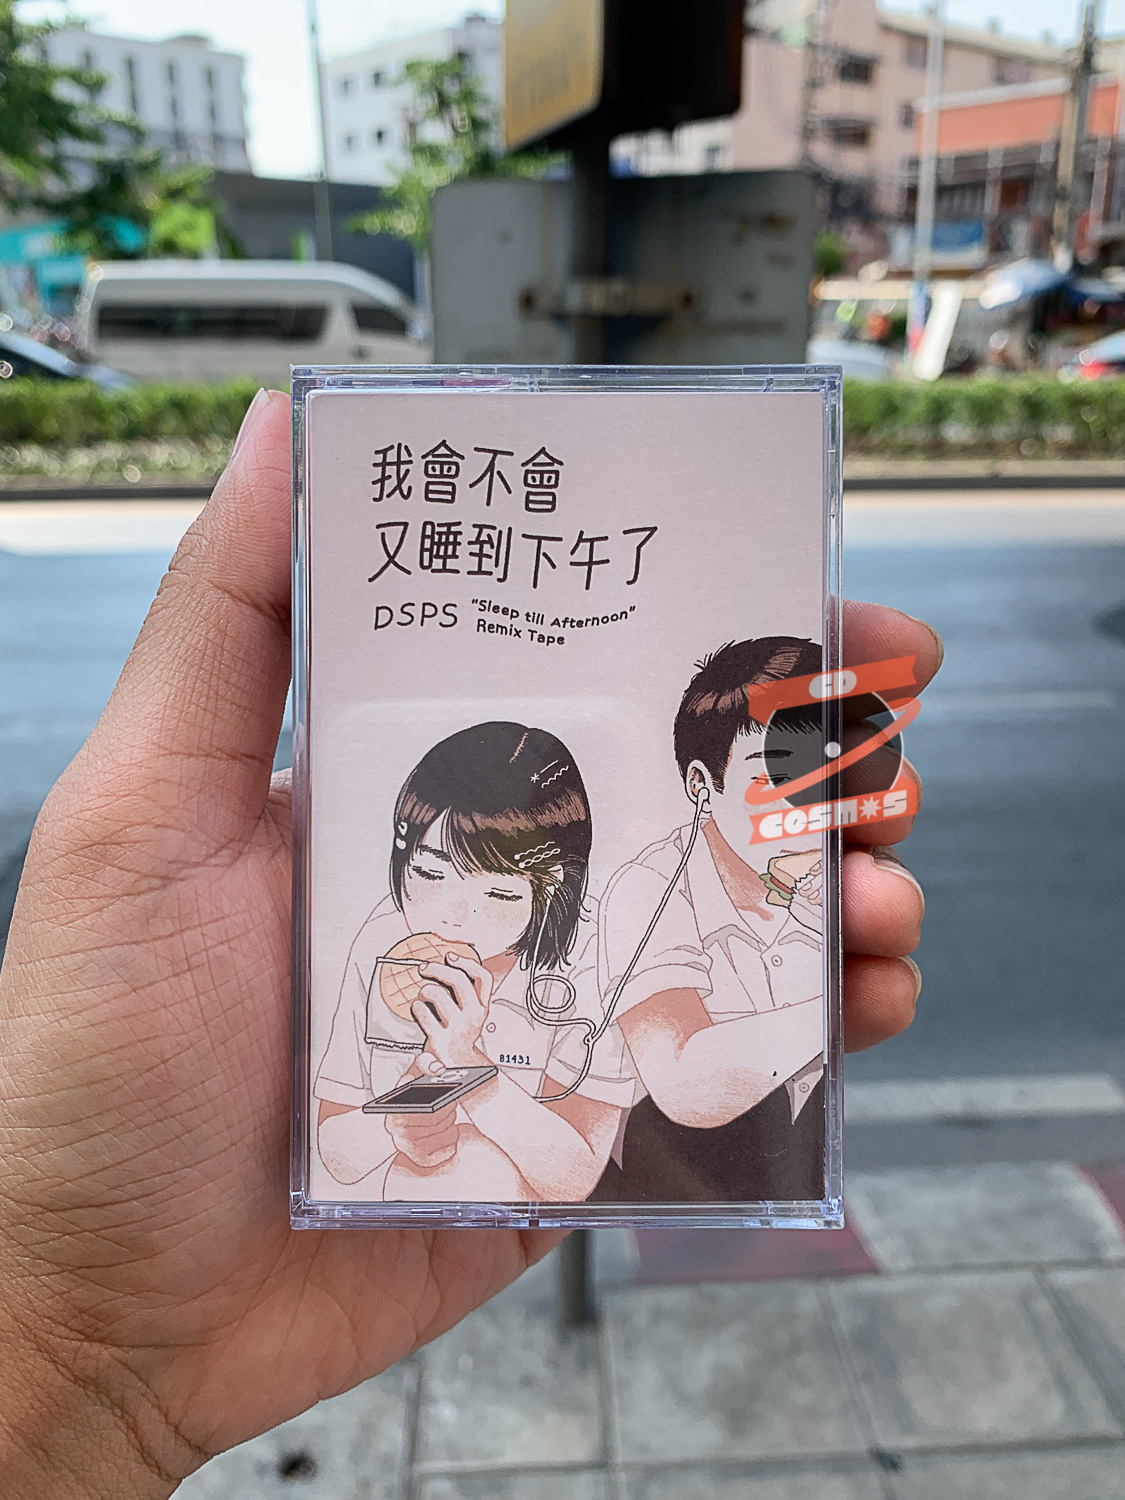 我會不會
又睡到下午了
DSPS "Sleep till Afternoon"
Remix Tape
CD
COSMOS
81431